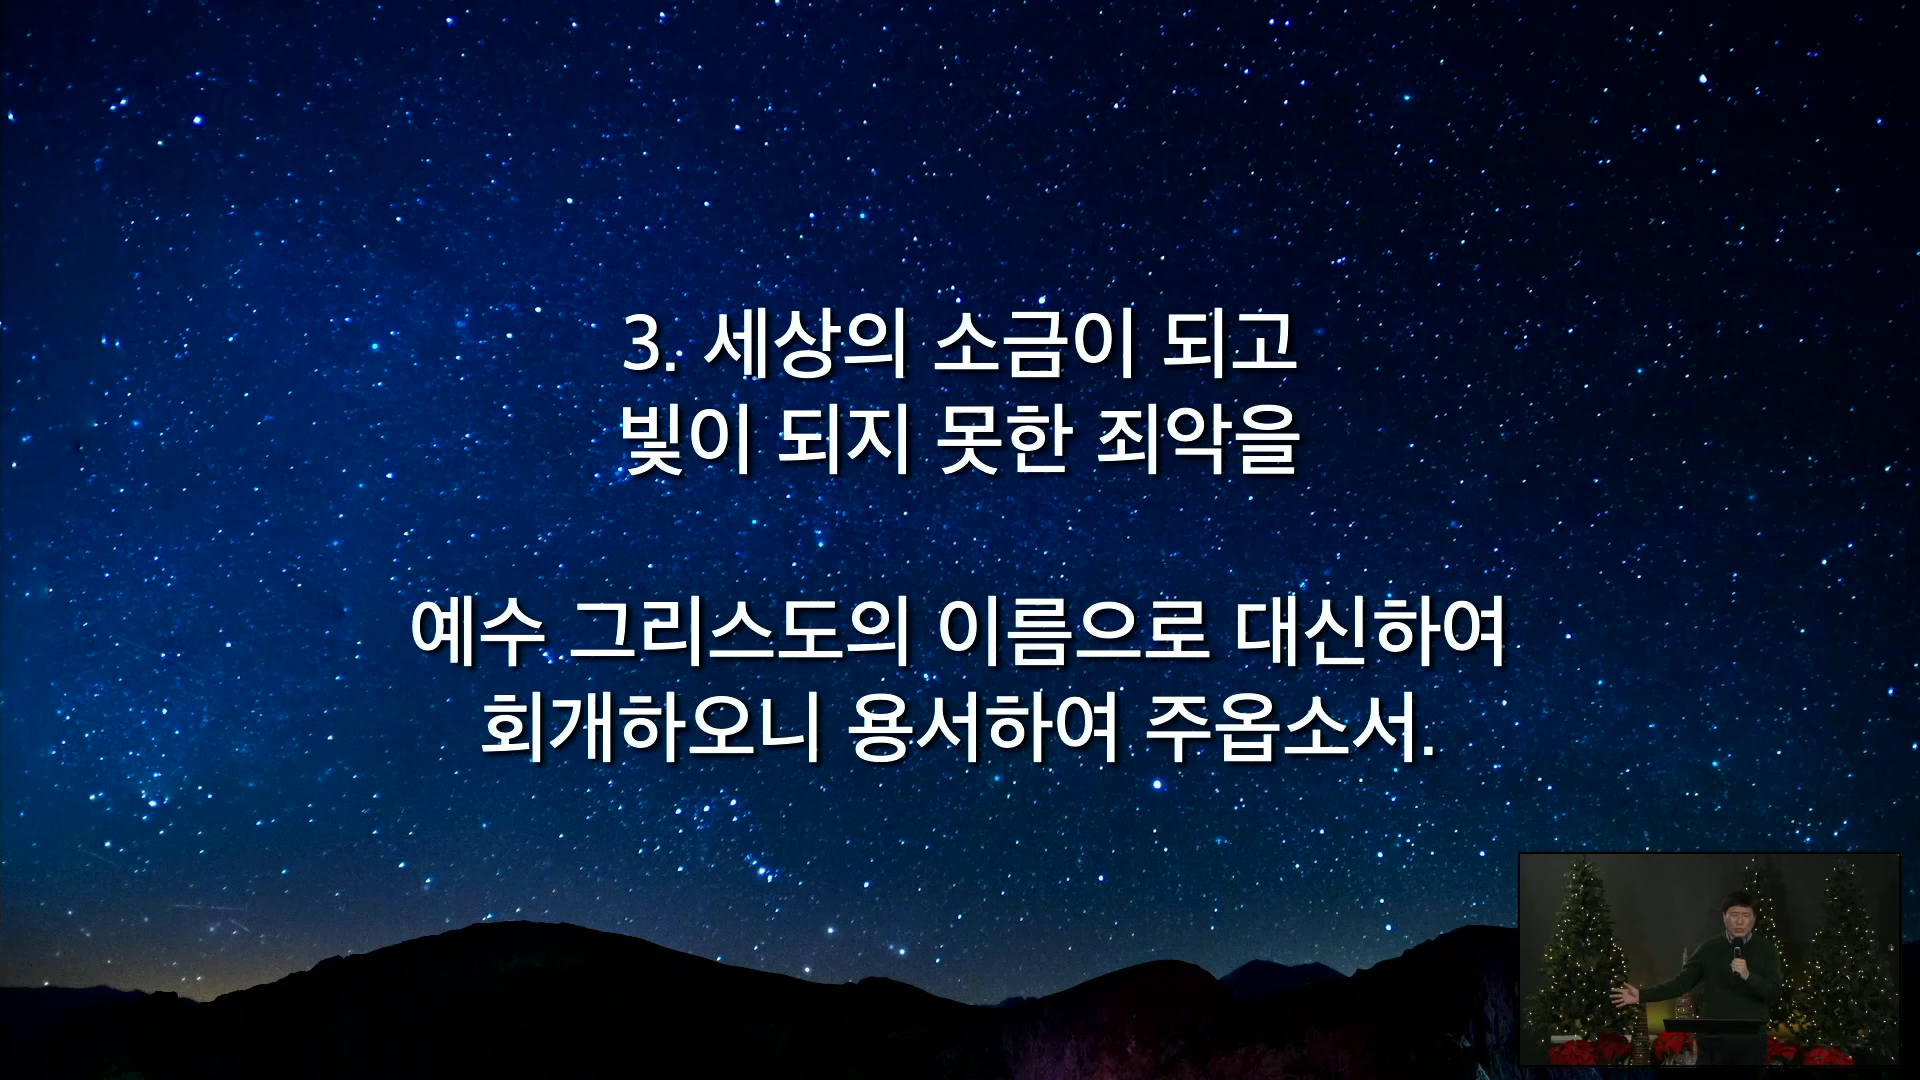 3. 세상의 소금이 되고
빛이 되지 못한 죄악을
예수 그리스도의 이름으로 대신하여
회개하오니 용서하여 주옵소서.